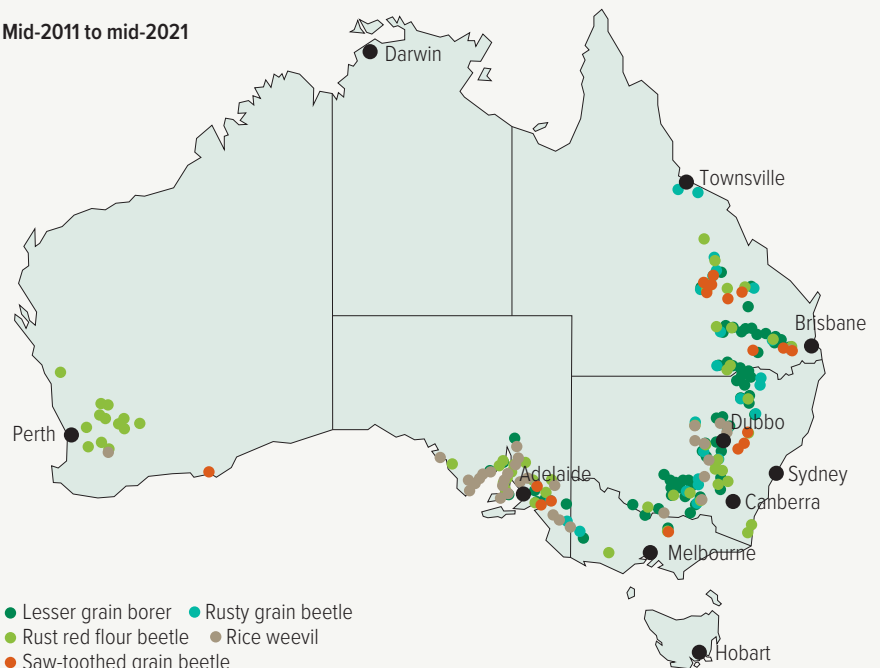 Mid-2011 to mid-2021
Darwin
Townsville
Brisbane
Perth
Dubbo
Adelaide
Sydney
Canberra
Melbourne
Lesser grain borer Rusty grain beetle
Rust red flour beetle Rice weevil
Saw-toothed grain beetle
Hobart